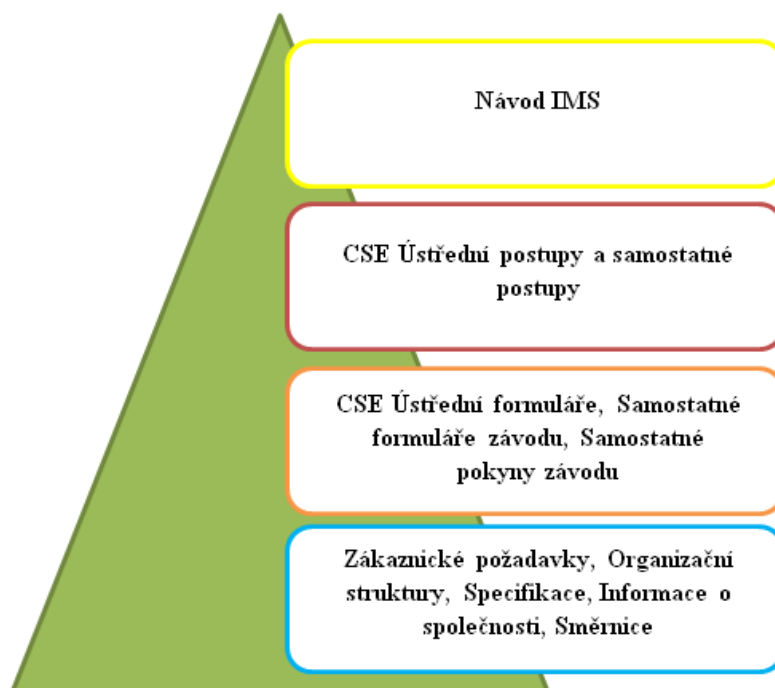 Návod IMS
CSE Ústřední postupy a samostatné
postupy
CSE Ústřední formuláře, Samostatné
formuláře závodu, Samostatné
pokyny závodu
Zákaznické požadavky, Organizační
struktury, Specifikace, Informace o
společnosti, Směrnice